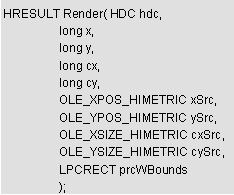 HRESULT Render( HDC hdc,
long x,
long y,
long cx,
long cy,
OLE_XPOS_HIMETRIC xSrc,
OLE_YPOS_HIMETRIC ySrc,
OLE_XSIZE_HIMETRIC cxSrc,
OLE_YSIZE_HIMETRIC cySrc,
LPCRECT prcWBounds
);